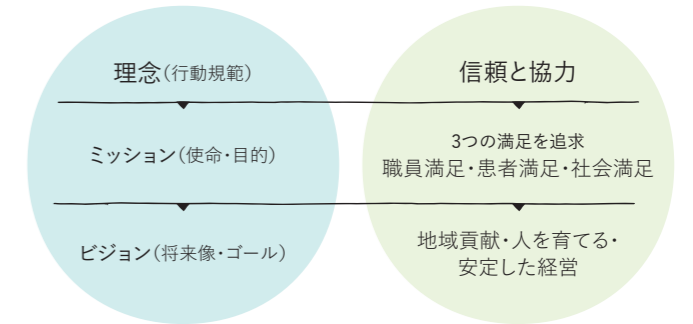 理念(行動規範)
信頼と協力
ミッション(使命・目的)
3つの満足を追求
職員満足・患者満足・社会満足
ビジョン(将来像・ゴール)
地域貢献・人を育てる・
安定した経営